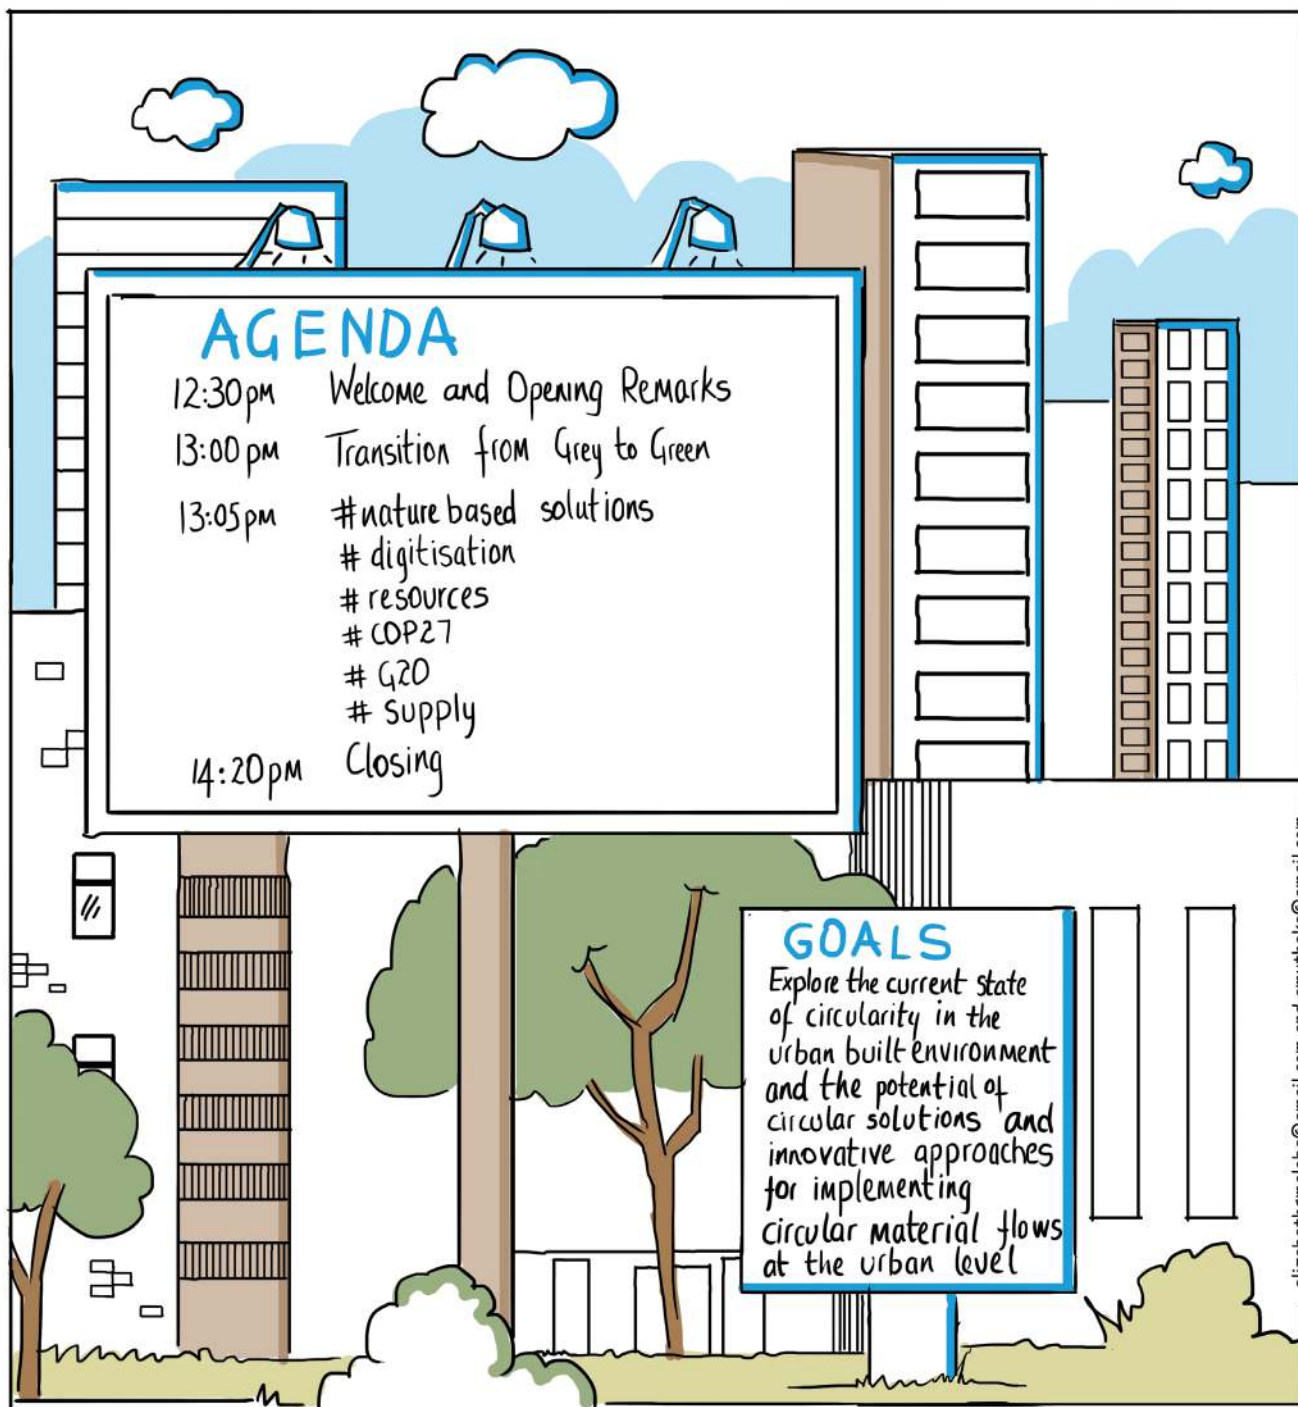 AGENDA
12:30pm Welcome and Opening Remarks
13:00 pm Transition from Grey to Green
13:05pm #nature based solutions
# digitisation
# resources
# COP27
# G20
# Supply
14:20pm Closing
GOALS
Explore the current state
of circularity in the
urban built environment
and the potential of
circular solutions and
innovative approaches
for implementing
circular material flows
at the urban level